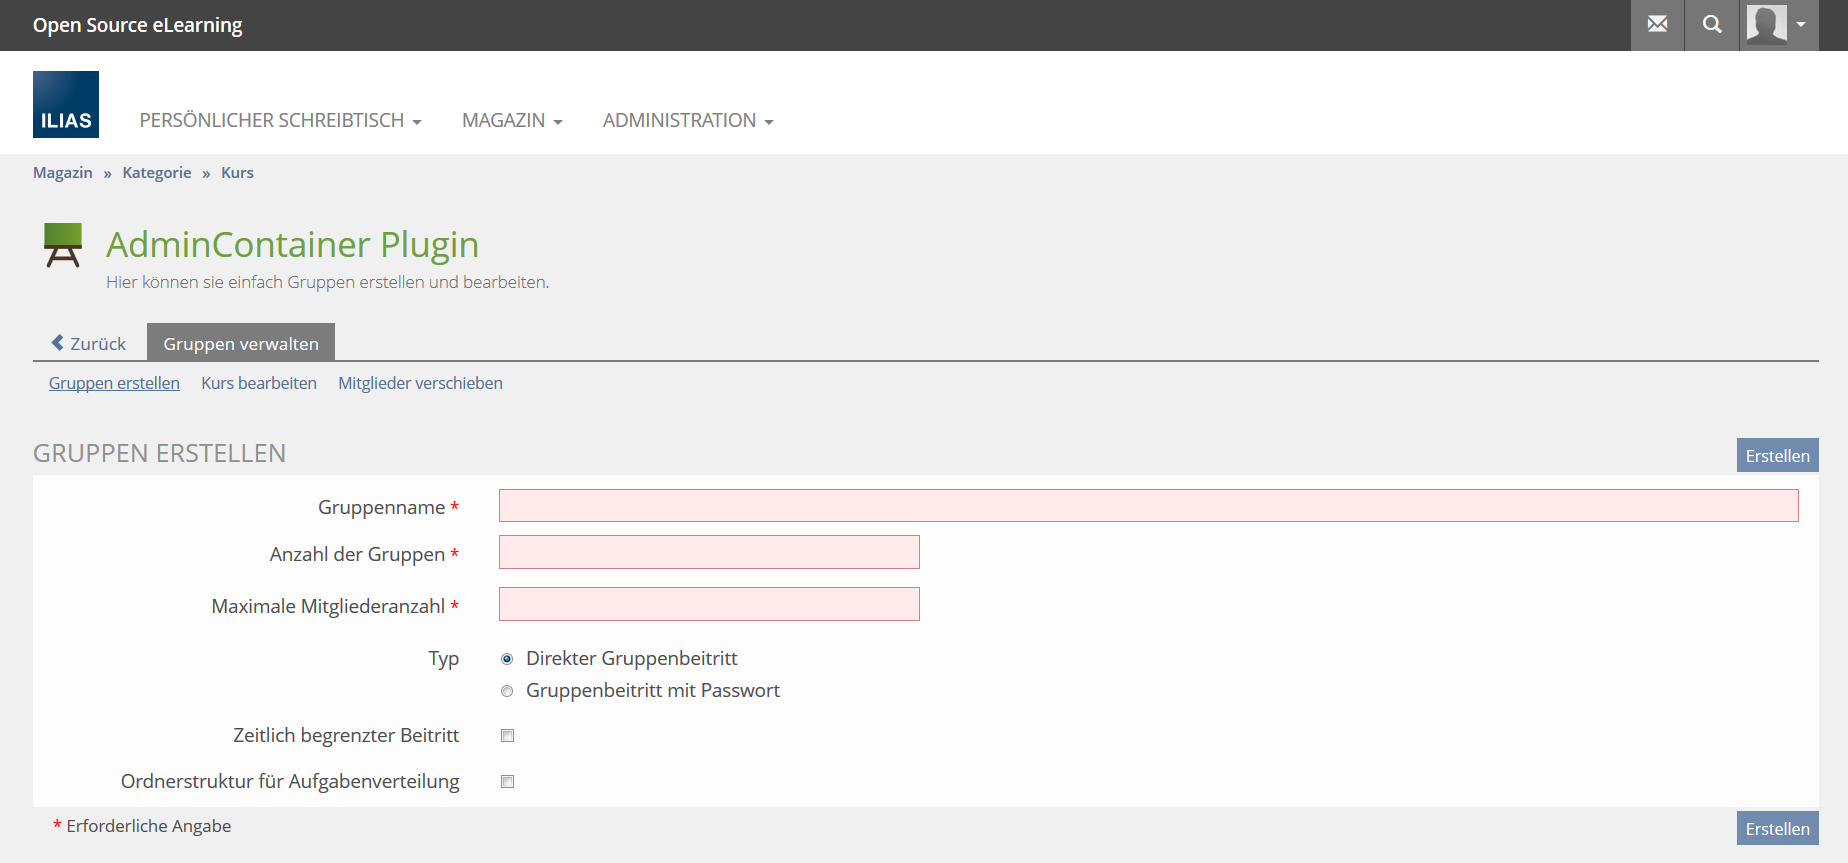 Open Source eLearning
ILIAS
PERSÖNLICHER SCHREIBTISCH MAGAZIN ADMINISTRATION
Magazin » Kategorie » Kurs
AdminContainer Plugin
Hier können sie einfach Gruppen erstellen und bearbeiten.
Zurück Gruppen verwalten
Gruppen erstellen Kurs bearbeiten Mitglieder verschieben
GRUPPEN ERSTELLEN Erstellen
Gruppenname *
Anzahl der Gruppen *
Maximale Mitgliederanzahl *
Typ Direkter Gruppenbeitritt
Gruppenbeitritt mit Passwort
Zeitlich begrenzter Beitritt
Ordnerstruktur für Aufgabenverteilung
* Erforderliche Angabe Erstellen